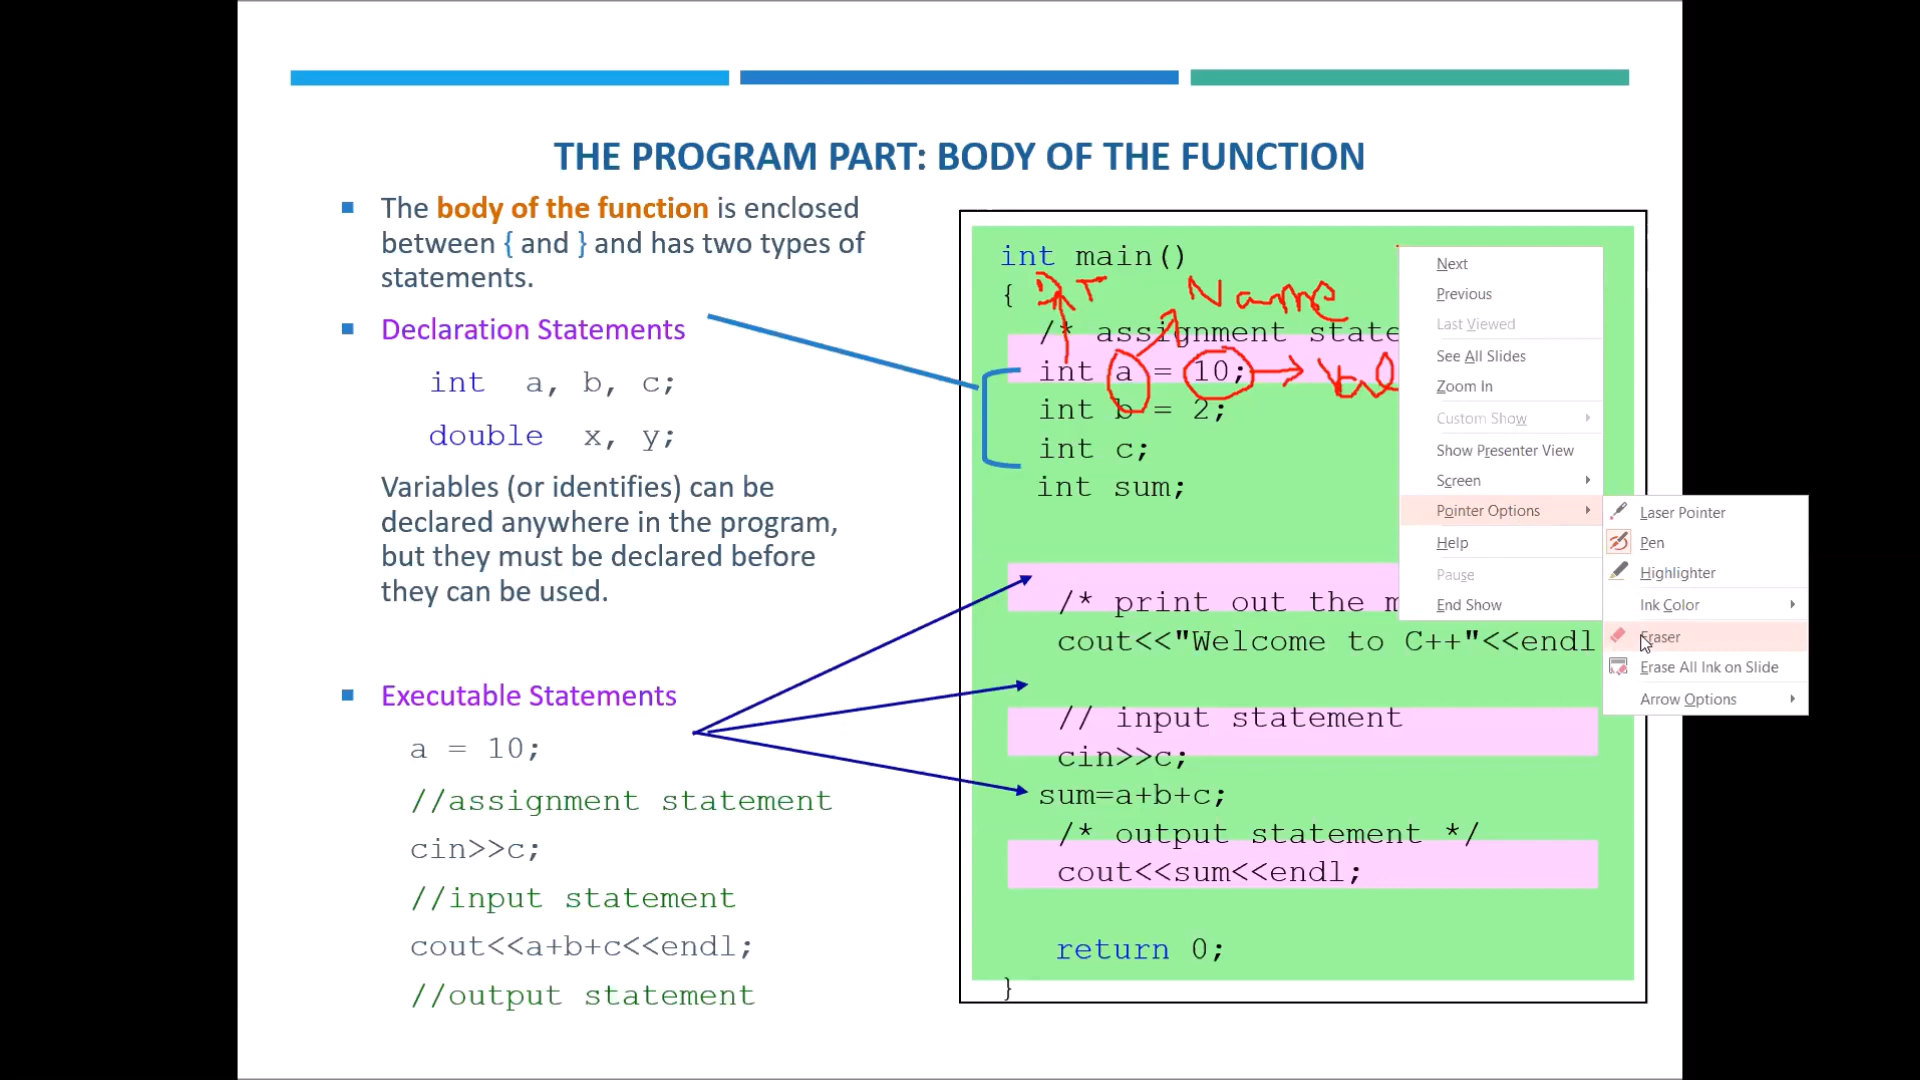 THE PROGRAM PART: BODY OF THE FUNCTION
The body of the function is enclosed
between { and } and has two types of
statements.
Declaration Statements
int a, b, c;
double x, y;
Variables (or identifies) can be
declared anywhere in the program,
but they must be declared before
they can be used.
Executable Statements
a = 10;
//assignment statement
cin>>c;
//input statement
cout<<a+b+c<<endl;
//output statement
int main()
{ DT Name
/* assignment state
int a = 10;
int b = 2;
int c;
int sum;
/* print out the m
cout<<"Welcome to C++"<<endl
// input statement
cin>>c;
sum=a+b+c;
/* output statement */
cout<<sum<<endl;
return 0;
}
Next
Previous
Last Viewed
See All Slides
Zoom In
Custom Show
Show Presenter View
Screen
Pointer Options
Help
Pause
End Show
Laser Pointer
Pen
Highlighter
Ink Color
Eraser
Erase All Ink on Slide
Arrow Options